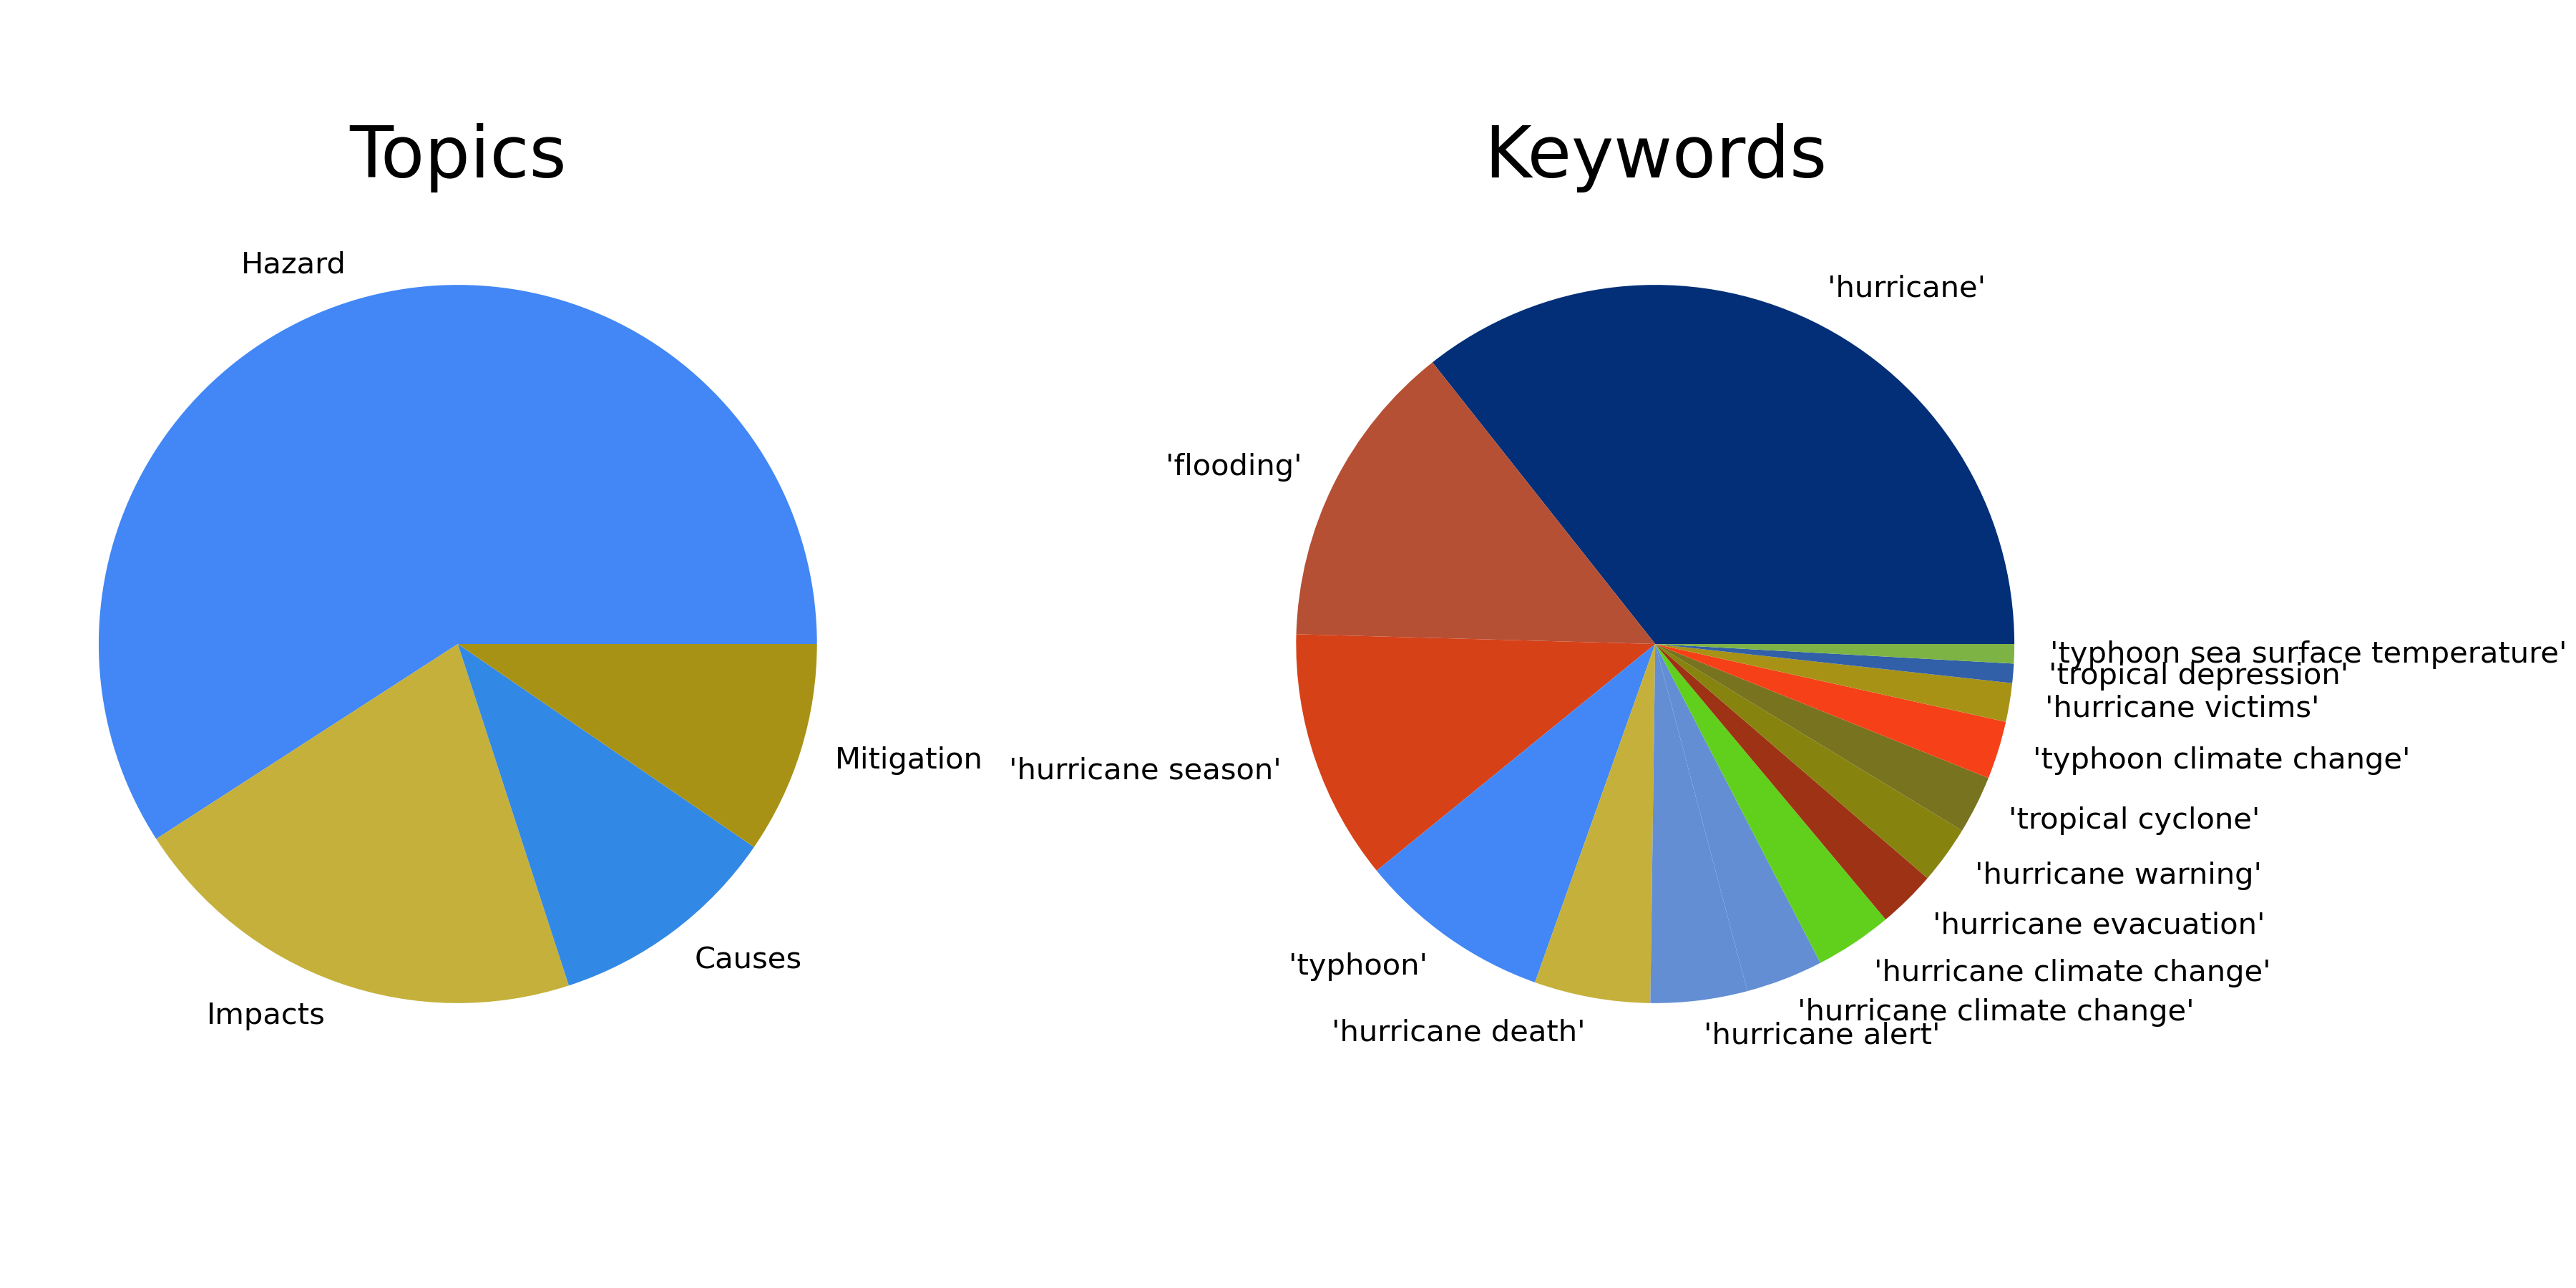 Topics
Hazard
Impacts
Causes
Mitigation
Keywords
'hurricane'
'flooding'
'hurricane season'
'typhoon'
'hurricane death'
'hurricane alert'
'hurricane climate change'
'hurricane climate change'
'hurricane evacuation'
'hurricane warning'
'tropical cyclone'
'typhoon climate change'
'hurricane victims'
'tropical depression'
'typhoon sea surface temperature'